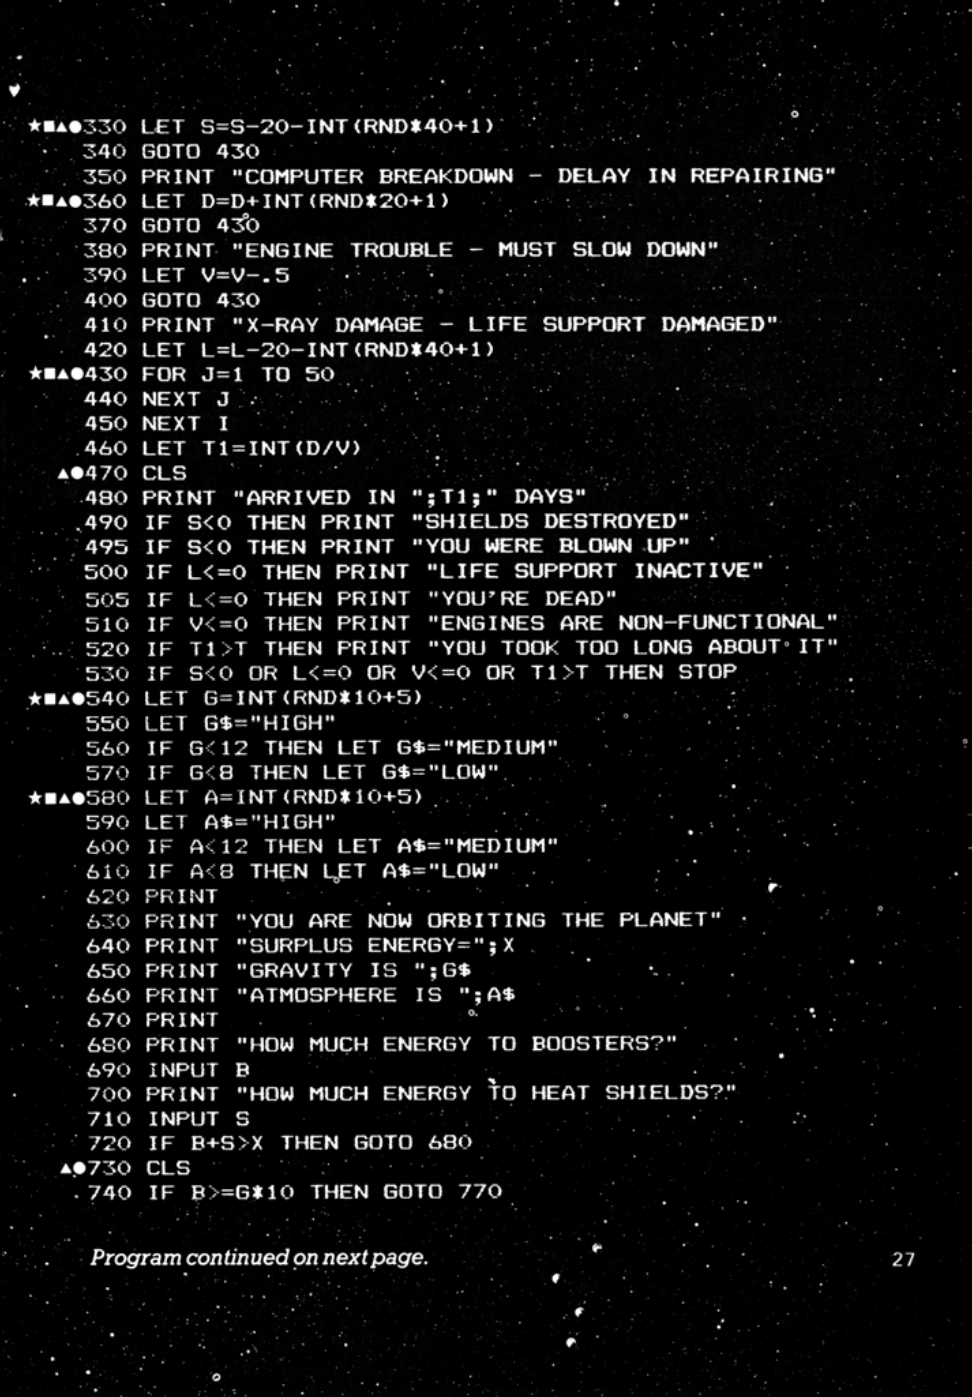 ★■▲●330 LET S=S-20-INT(RND*40+1)
340 GOTO 430
350 PRINT "COMPUTER BREAKDOWN - DELAY IN REPAIRING"
★■▲●360 LET D=D+INT(RND*20+1)
370 GOTO 430
380 PRINT "ENGINE TROUBLE - MUST SLOW DOWN"
390 LET V=V-.5
400 GOTO 430
410 PRINT "X-RAY DAMAGE - LIFE SUPPORT DAMAGED"
420 LET L=L-20-INT(RND*40+1)
★■▲●430 FOR J=1 TO 50
440 NEXT J
450 NEXT I
460 LET T1=INT(D/V)
▲●470 CLS
480 PRINT "ARRIVED IN ";T1;" DAYS"
490 IF S<0 THEN PRINT "SHIELDS DESTROYED"
495 IF S<0 THEN PRINT "YOU WERE BLOWN UP"
500 IF L<=0 THEN PRINT "LIFE SUPPORT INACTIVE"
505 IF L<=0 THEN PRINT "YOU'RE DEAD"
510 IF V<=0 THEN PRINT "ENGINES ARE NON-FUNCTIONAL"
520 IF T1>T THEN PRINT "YOU TOOK TOO LONG ABOUT IT"
530 IF S<0 OR L<=0 OR V<=0 OR T1>T THEN STOP
★■▲●540 LET G=INT(RND*10+5)
550 LET G$="HIGH"
560 IF G<12 THEN LET G$="MEDIUM"
570 IF G<8 THEN LET G$="LOW"
★■▲●580 LET A=INT(RND*10+5)
590 LET A$="HIGH"
600 IF A<12 THEN LET A$="MEDIUM"
610 IF A<8 THEN LET A$="LOW"
620 PRINT
630 PRINT "YOU ARE NOW ORBITING THE PLANET"
640 PRINT "SURPLUS ENERGY=";X
650 PRINT "GRAVITY IS ";G$
660 PRINT "ATMOSPHERE IS ";A$
670 PRINT
680 PRINT "HOW MUCH ENERGY TO BOOSTERS?"
690 INPUT B
700 PRINT "HOW MUCH ENERGY TO HEAT SHIELDS?"
710 INPUT S
720 IF B+S>X THEN GOTO 680
▲●730 CLS
740 IF B>=G*10 THEN GOTO 770
Program continued on next page.
27